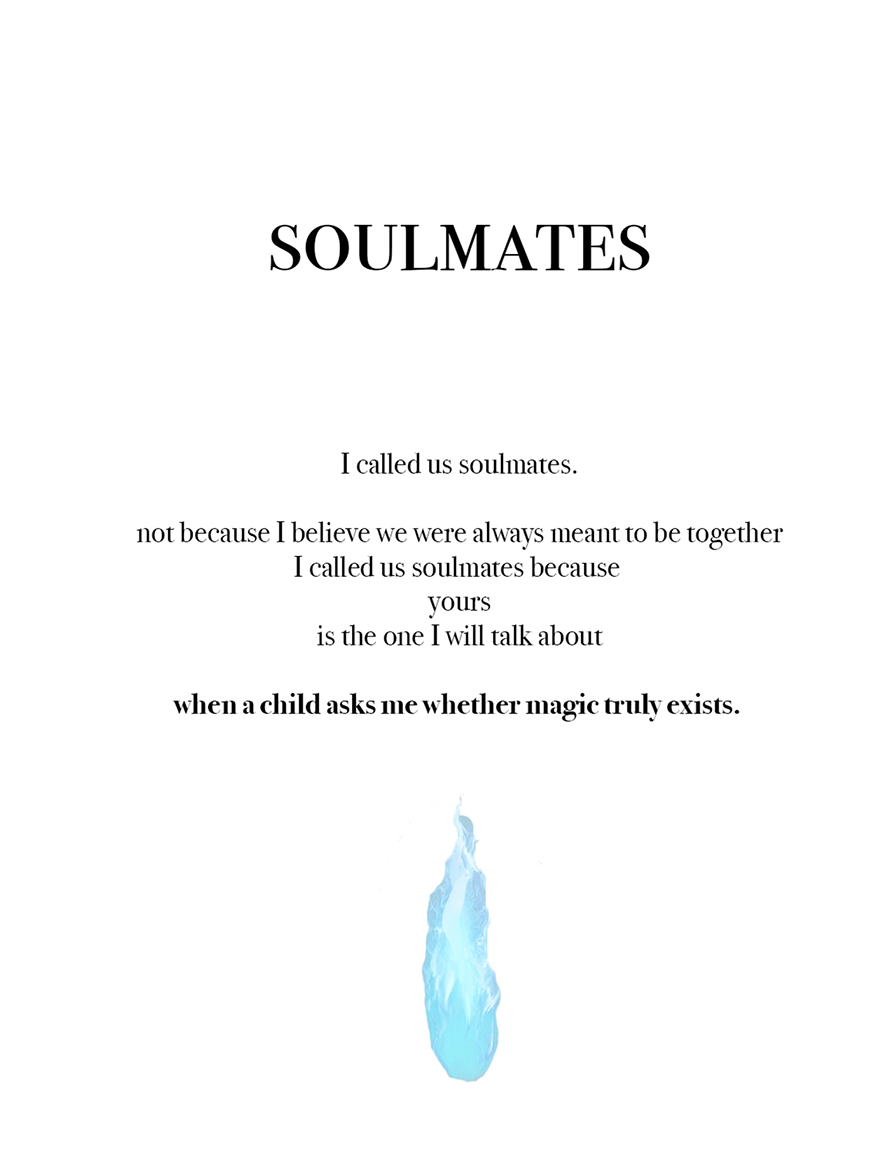 SOULMATES
I called us soulmates.
not because I believe we were always meant to be together
I called us soulmates because
yours
is the one I will talk about
when a child asks me whether magic truly exists.